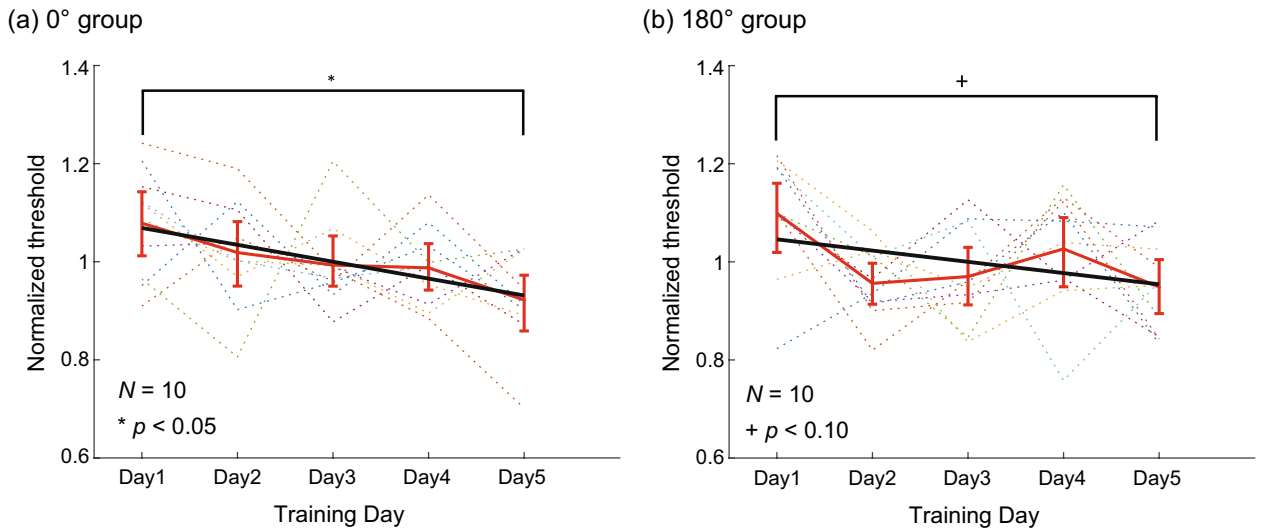 (a) 0° group
*
1.4
1.2
1
0.8
0.6
Normalized threshold
N = 10
* p < 0.05
Day1 Day2 Day3 Day4 Day5
Training Day
(b) 180° group
+
1.4
1.2
1
0.8
0.6
Normalized threshold
N = 10
+ p < 0.10
Day1 Day2 Day3 Day4 Day5
Training Day